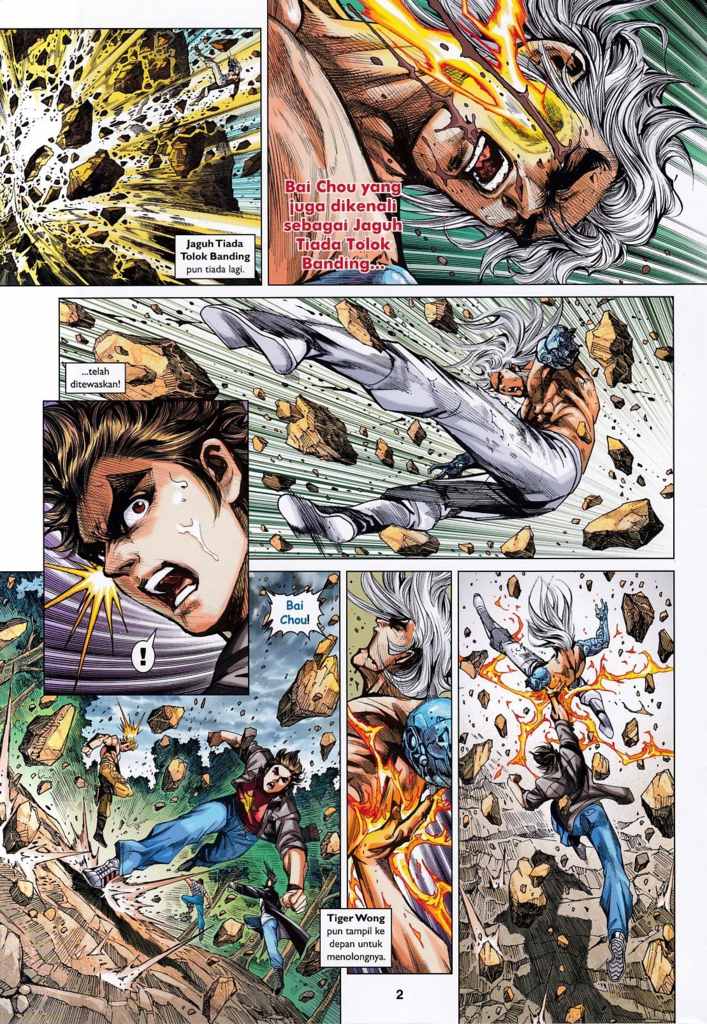 Bai Chou yang
juga dikenali
sebagai Jaguh
Tiada Tolok
Banding...
Jaguh Tiada
Tolok Banding
pun tiada lagi.
...telah
ditewaskan!
!
Bai
Chou!
Tiger Wong
pun tampil ke
depan untuk
menolongnya.
2